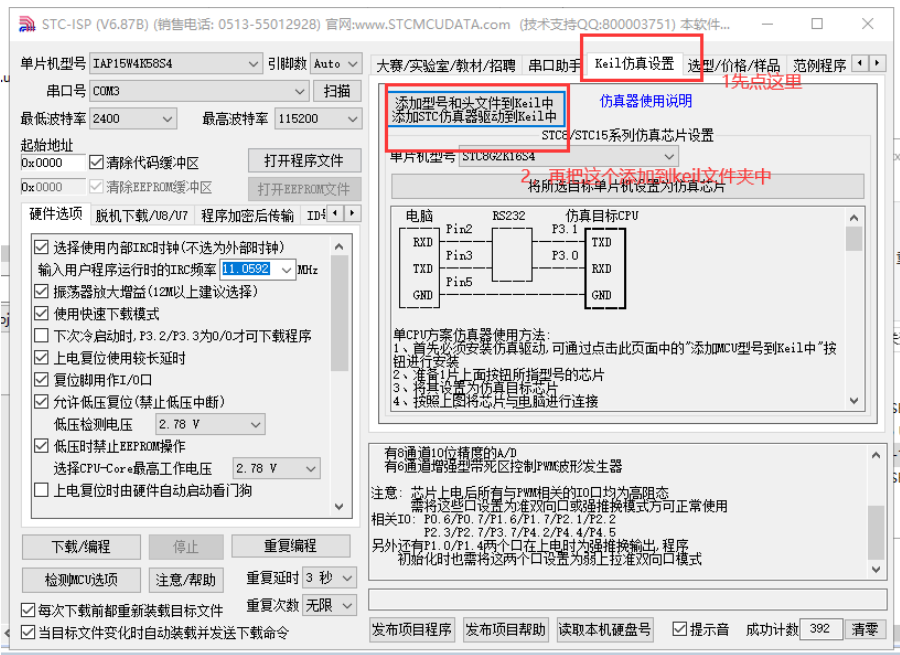 STC-ISP (V6.87B) (销售电话: 0513-55012928) 官网:www.STCMCUDATA.com (技术支持QQ:800003751) 本软件...
单片机型号 IAP15W4K58S4 引脚数 Auto
串口号 COM3 扫描
最低波特率 2400 最高波特率 115200
起始地址
0x0000 清除代码缓冲区 打开程序文件
0x0000 清除EEPROM缓冲区 打开EEPROM文件
硬件选项 脱机下载/U8/U7 程序加密后传输
选择使用内部IRC时钟(不选为外部时钟)
输入用户程序运行时的IRC频率 11.0592 MHz
振荡器放大增益(12M以上建议选择)
使用快速下载模式
下次冷启动时,P3.2/P3.3为0/0才可下载程序
上电复位使用较长延时
复位脚用作I/O口
允许低压复位(禁止低压中断)
低压检测电压 2.78 V
低压时禁止EEPROM操作
选择CPU-Core最高工作电压 2.78 V
上电复位时由硬件自动启动看门狗
下载/编程 停止 重复编程
检测MCU选项 注意/帮助 重复延时 3 秒
重复次数 无限
每次下载前都重新装载目标文件
当目标文件变化时自动装载并发送下载命令
大赛/实验室/教材/招聘 串口助手 Keil仿真设置 选型/价格/样品 范例程序
1先点这里
添加型号和头文件到Keil中
添加STC仿真器驱动到Keil中
仿真器使用说明
STC8/STC15系列仿真芯片设置
单片机型号 STC8G2K16S4
2、再把这个添加到keil文件夹中
将所选目标单片机设置为仿真芯片
电脑 RS232 仿真目标CPU
RXD Pin2 P3.1 TXD
TXD Pin3 P3.0 RXD
GND Pin5 GND
单CPU方案仿真器使用方法:
1、首先必须安装仿真驱动,可通过点击此页面中的"添加MCU型号到Keil中"按
钮进行安装
2、准备1片上面按钮所指型号的芯片
3、将其设置为仿真目标芯片
4、按照上图将芯片与电脑进行连接
有8通道10位精度的A/D
有6通道增强型带死区控制PWM波形发生器
注意: 芯片上电后所有与PWM相关的IO口均为高阻态
需将这些口设置为准双向口或强推挽模式方可正常使用
相关IO: P0.6/P0.7/P1.6/P1.7/P2.1/P2.2
P2.3/P2.7/P3.7/P4.2/P4.4/P4.5
另外还有P1.0/P1.4两个口在上电时为强推挽输出,程序
初始化时也需将这两个口设置为弱上拉准双向口模式
发布项目程序 发布项目帮助 读取本机硬盘号 提示音 成功计数 392 清零